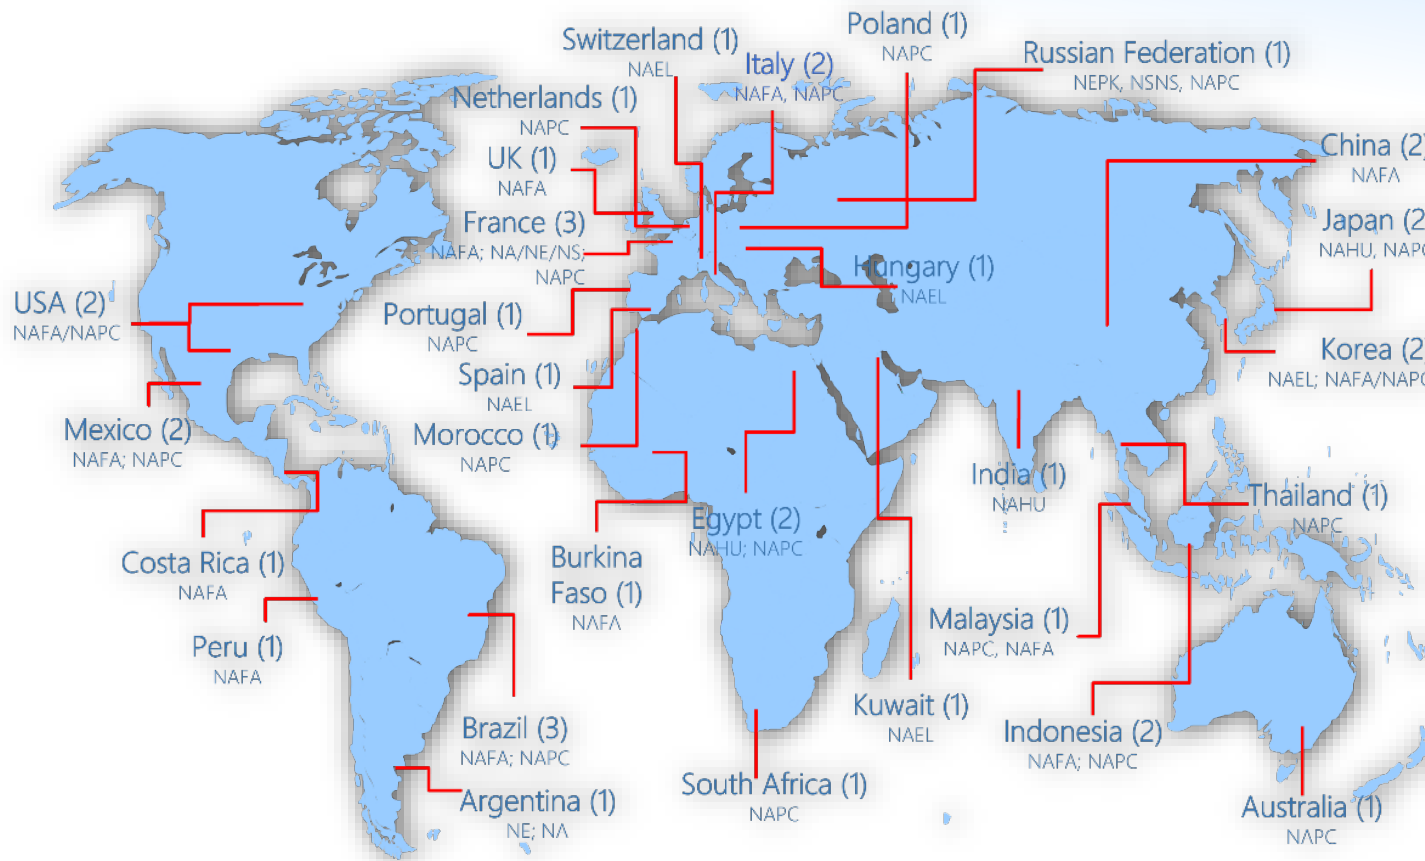 Switzerland (1)
NAEL
Italy (2)
NAFA, NAPC
Poland (1)
NAPC
Russian Federation (1)
NEPK, NSNS, NAPC
Netherlands (1)
NAPC
UK (1)
NAFA
France (3)
NAFA; NA/NE/NS;
NAPC
China (2)
NAFA
Japan (2
NAHU, NAPC
Hungary (1)
NAEL
USA (2)
NAFA/NAPC
Portugal (1)
NAPC
Korea (2
NAEL; NAFA/NAPC
Spain (1)
NAEL
Mexico (2)
NAFA; NAPC
Morocco (1)
NAPC
India (1)
NAHU
Thailand (1)
NAPC
Egypt (2)
NAHU; NAPC
Costa Rica (1)
NAFA
Burkina
Faso (1)
NAFA
Peru (1)
NAFA
Malaysia (1)
NAPC, NAFA
Kuwait (1)
NAEL
Brazil (3)
NAFA; NAPC
Indonesia (2)
NAFA; NAPC
South Africa (1)
NAPC
Argentina (1)
NE; NA
Australia (1)
NAPC